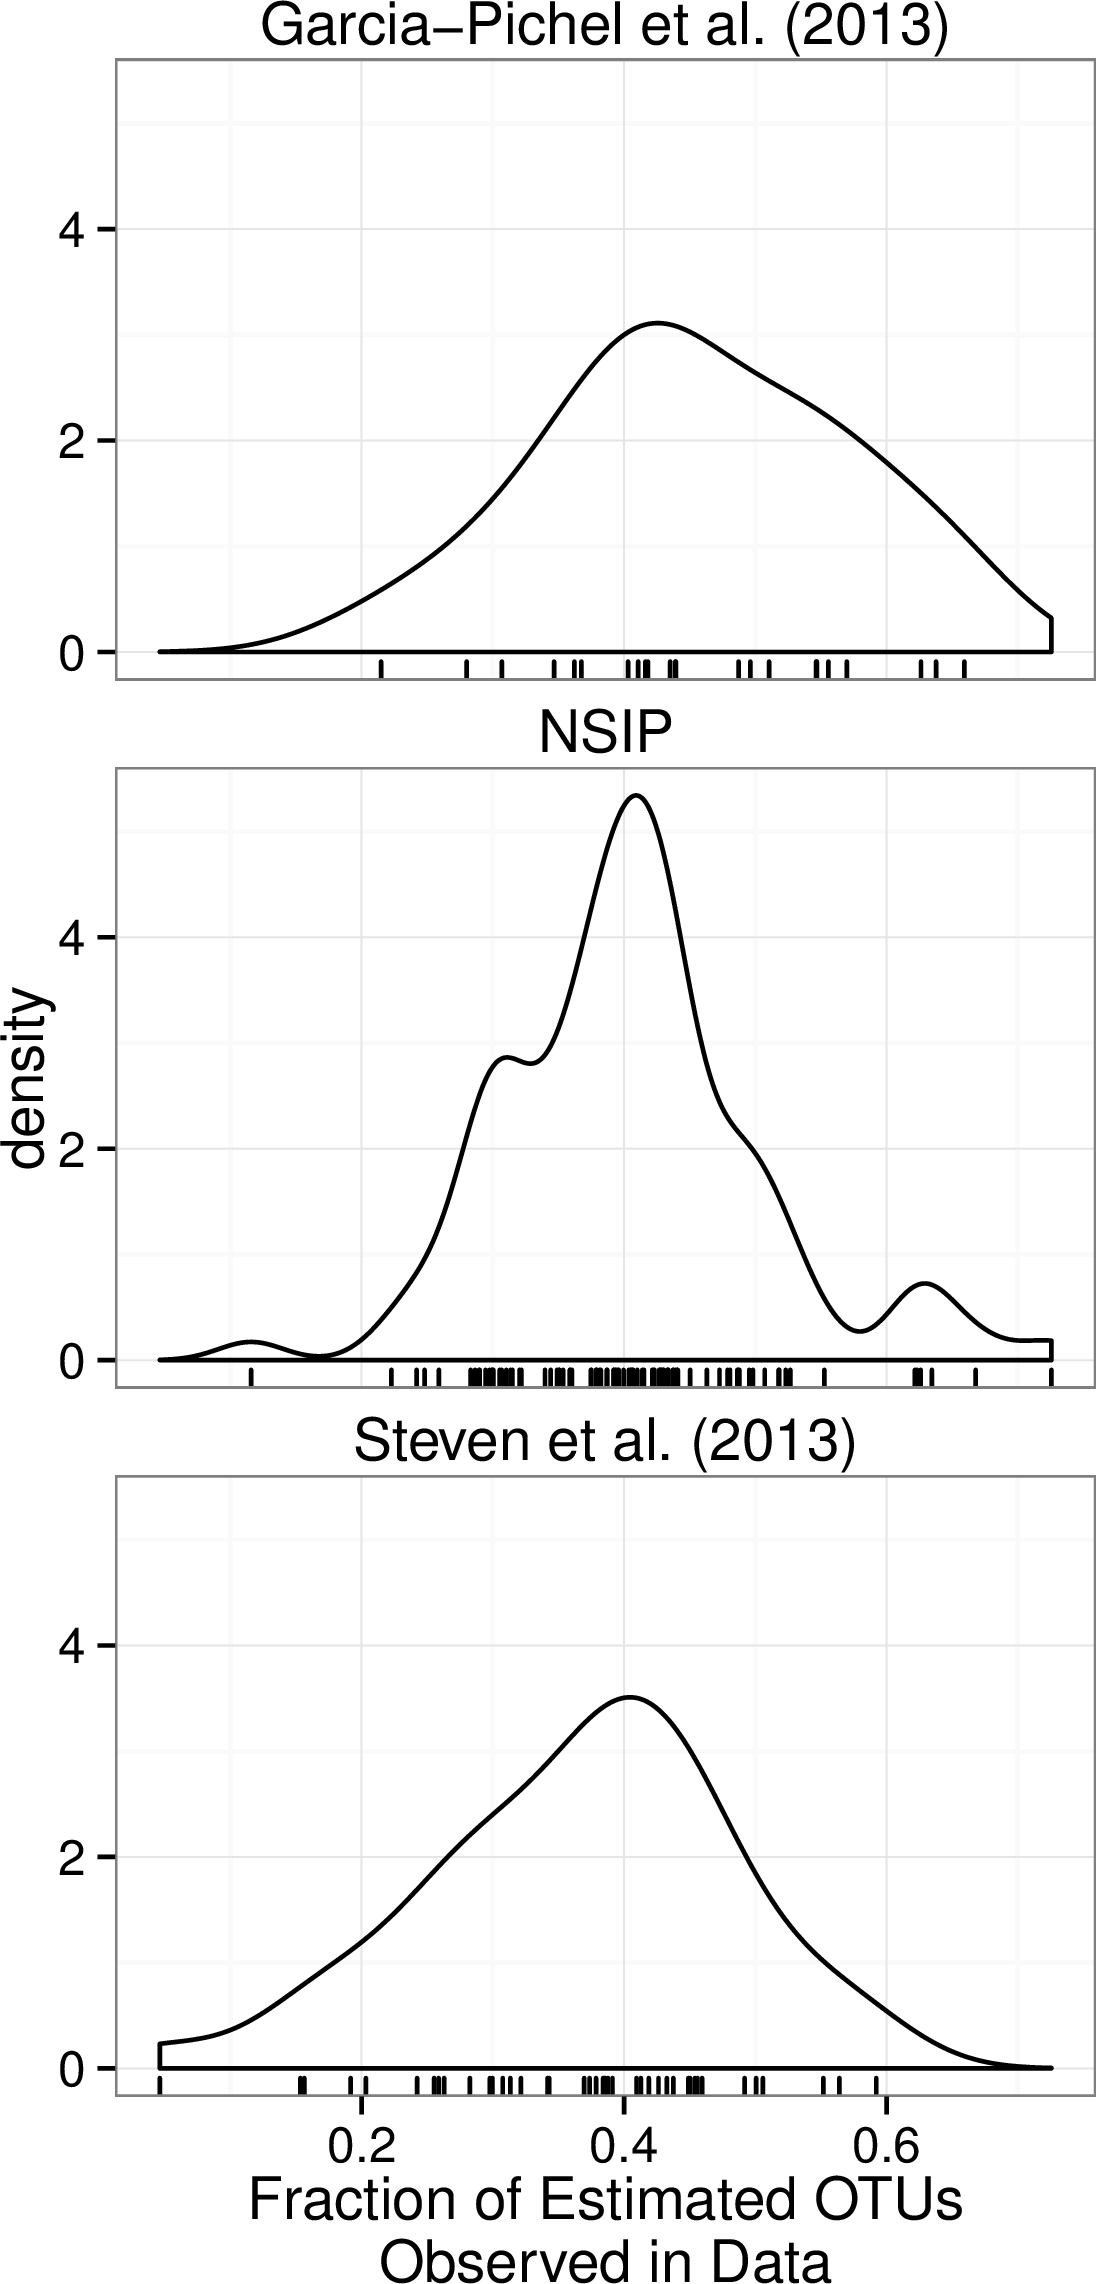 Garcia−Pichel et al. (2013)
4
2
0
NSIP
density
4
2
0
Steven et al. (2013)
4
2
0
0.2 0.4 0.6
Fraction of Estimated OTUs
Observed in Data